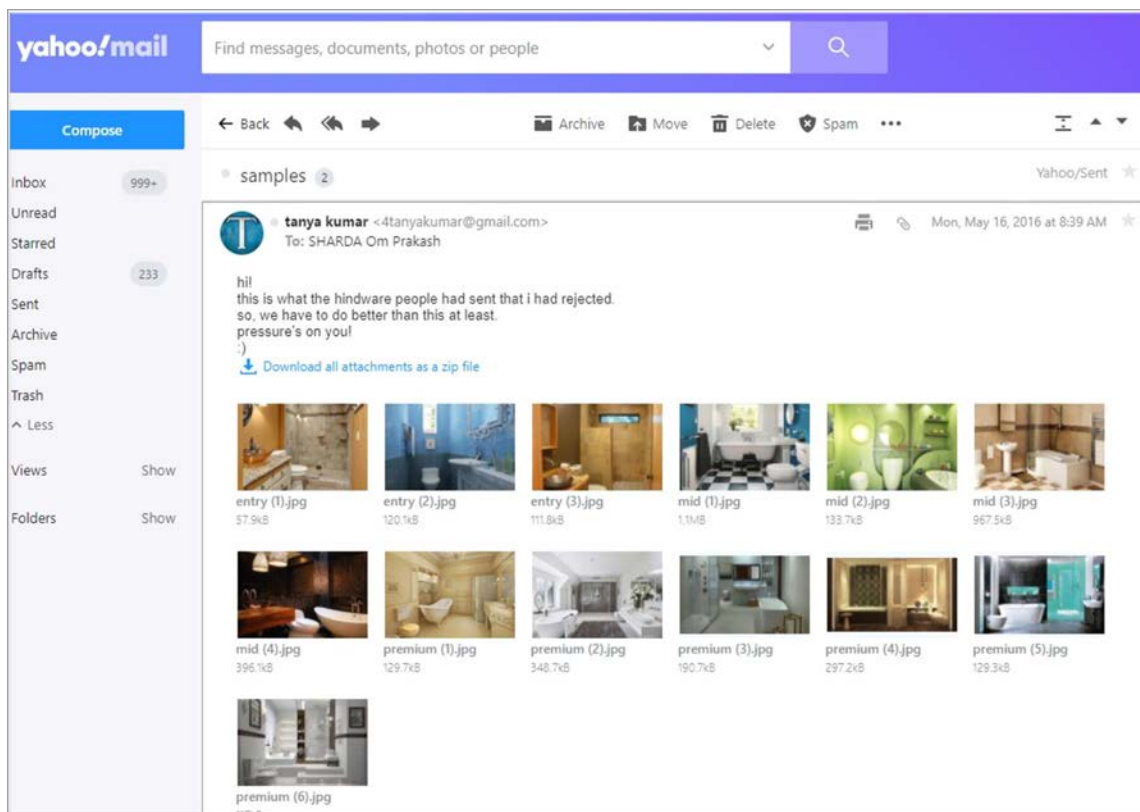 yahoo!mail
Find messages, documents, photos or people
Compose
Back
Archive
Move
Delete
Spam
Inbox 999+
Unread
Starred
Drafts 233
Sent
Archive
Spam
Trash
Less
Views Show
Folders Show
samples 2
Yahoo/Sent
T
tanya kumar <4tanyakumar@gmail.com>
Mon, May 16, 2016 at 8:39 AM
To: SHARDA Om Prakash
hi!
this is what the hindware people had sent that i had rejected.
so, we have to do better than this at least.
pressure's on you!
:)
Download all attachments as a zip file
entry (1).jpg entry (2).jpg entry (3).jpg mid (1).jpg mid (2).jpg mid (3).jpg
57.9kB 120.1kB 111.8kB 1.1MB 133.7kB 967.5kB
mid (4).jpg premium (1).jpg premium (2).jpg premium (3).jpg premium (4).jpg premium (5).jpg
396.1kB 129.7kB 348.7kB 190.7kB 297.2kB 129.3kB
premium (6).jpg